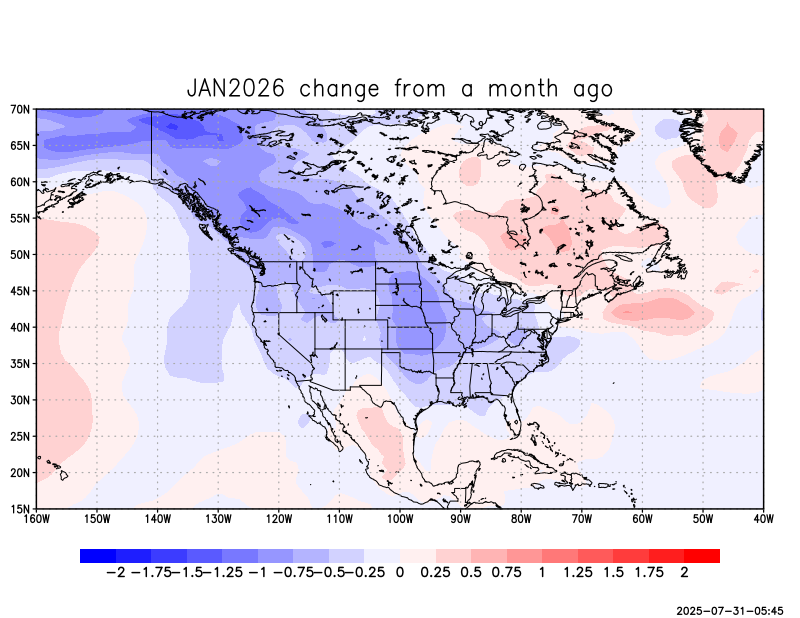 JAN2026 change from a month ago
70N
65N
60N
55N
50N
45N
40N
35N
30N
25N
20N
15N
160W 150W 140W 130W 120W 110W 100W 90W 80W 70W 60W 50W 40W
−2 −1.75 −1.5 −1.25 −1 −0.75 −0.5 −0.25 0 0.25 0.5 0.75 1 1.25 1.5 1.75 2
2025-07-31-05:45